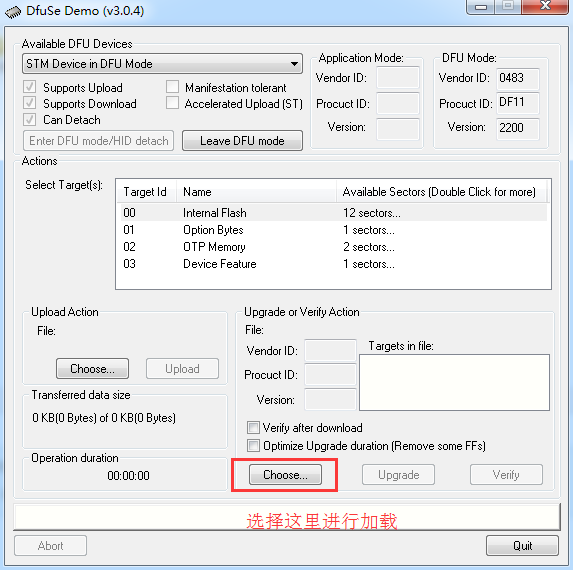 DfuSe Demo (v3.0.4)
Available DFU Devices
STM Device in DFU Mode
Supports Upload
Manifestation tolerant
Supports Download
Accelerated Upload (ST)
Can Detach
Enter DFU mode/HID detach
Leave DFU mode
Application Mode:
Vendor ID:
Procuct ID:
Version:
DFU Mode:
Vendor ID: 0483
Procuct ID: DF11
Version: 2200
Actions
Select Target(s):
Target Id Name Available Sectors (Double Click for more)
00 Internal Flash 12 sectors...
01 Option Bytes 1 sectors...
02 OTP Memory 2 sectors...
03 Device Feature 1 sectors...
Upload Action
File:
Choose... Upload
Transferred data size
0 KB(0 Bytes) of 0 KB(0 Bytes)
Operation duration
00:00:00
Upgrade or Verify Action
File:
Vendor ID:
Procuct ID:
Version:
Targets in file:
Verify after download
Optimize Upgrade duration (Remove some FFs)
Choose... Upgrade Verify
选择这里进行加载
Abort Quit